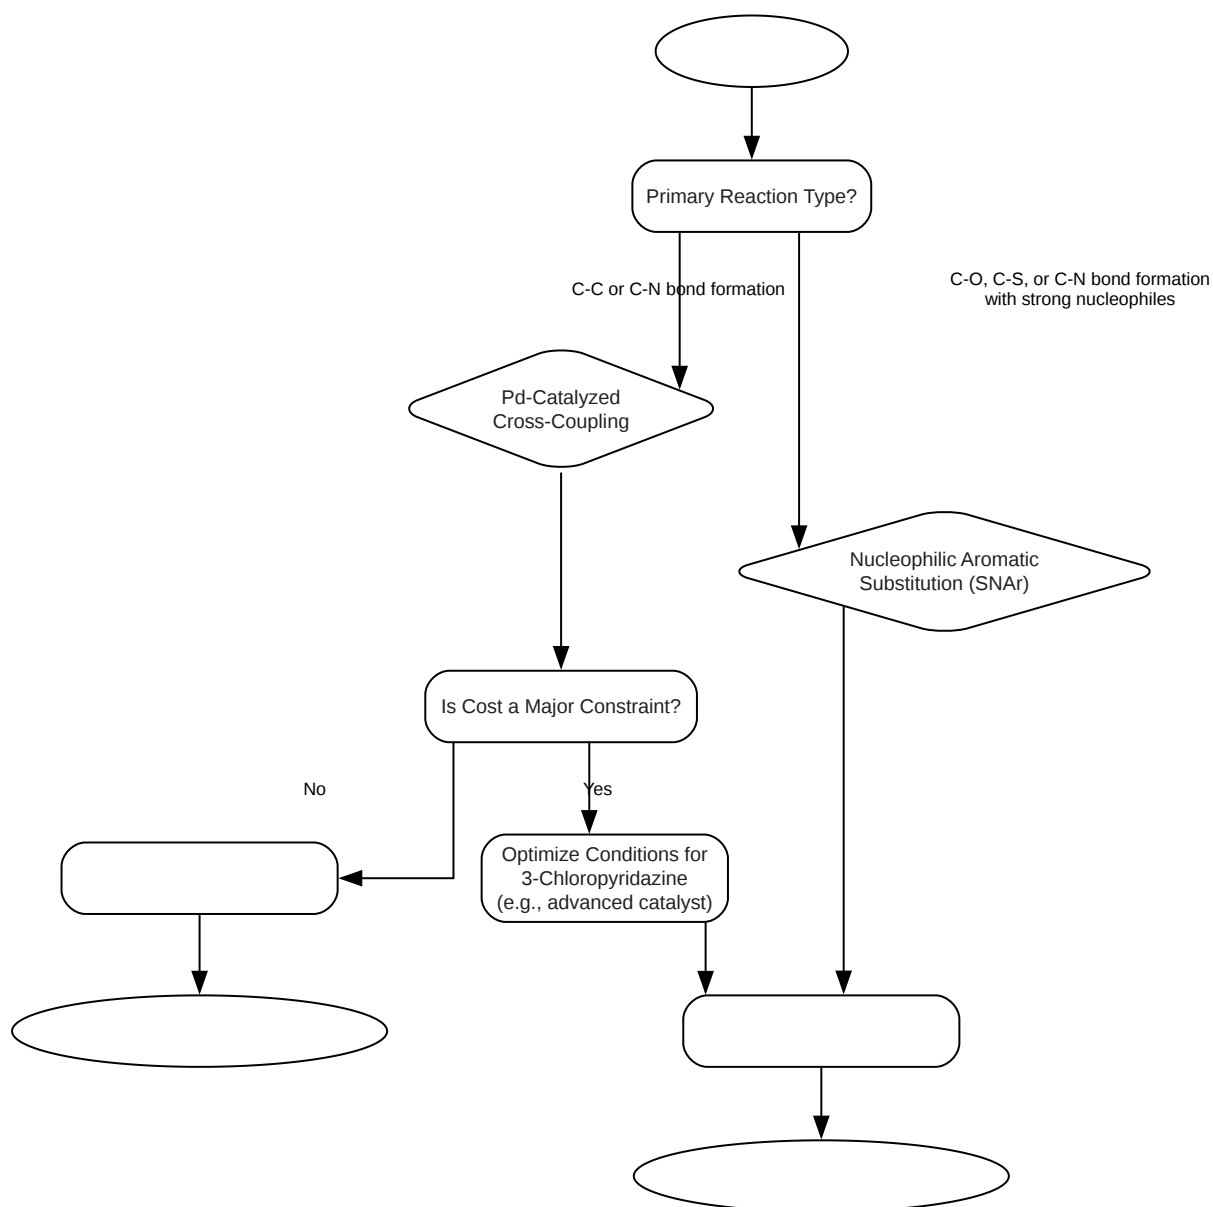 Primary Reaction Type?
C-C or C-N bond formation
C-O, C-S, or C-N bond formation
with strong nucleophiles
Pd-Catalyzed
Cross-Coupling
Nucleophilic Aromatic
Substitution (SNAr)
Is Cost a Major Constraint?
No
Yes
Optimize Conditions for
3-Chloropyridazine
(e.g., advanced catalyst)